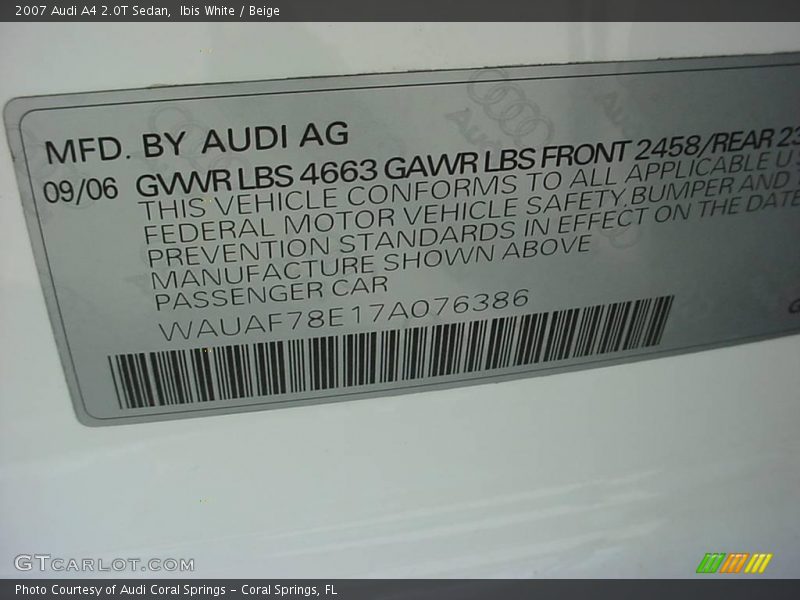 2007 Audi A4 2.0T Sedan,  Ibis White / Beige
MFD. BY AUDI AG
09/06 GVWR LBS 4663 GAWR LBS FRONT 2458/REAR
THIS VEHICLE CONFORMS TO ALL APPLICABLE
FEDERAL MOTOR VEHICLE SAFETY, BUMPER AND
PREVENTION STANDARDS IN EFFECT ON THE DATE
MANUFACTURE SHOWN ABOVE
PASSENGER CAR
WAUAF78E17A076386
GTCARLOT.COM
Photo Courtesy of Audi Coral Springs - Coral Springs, FL